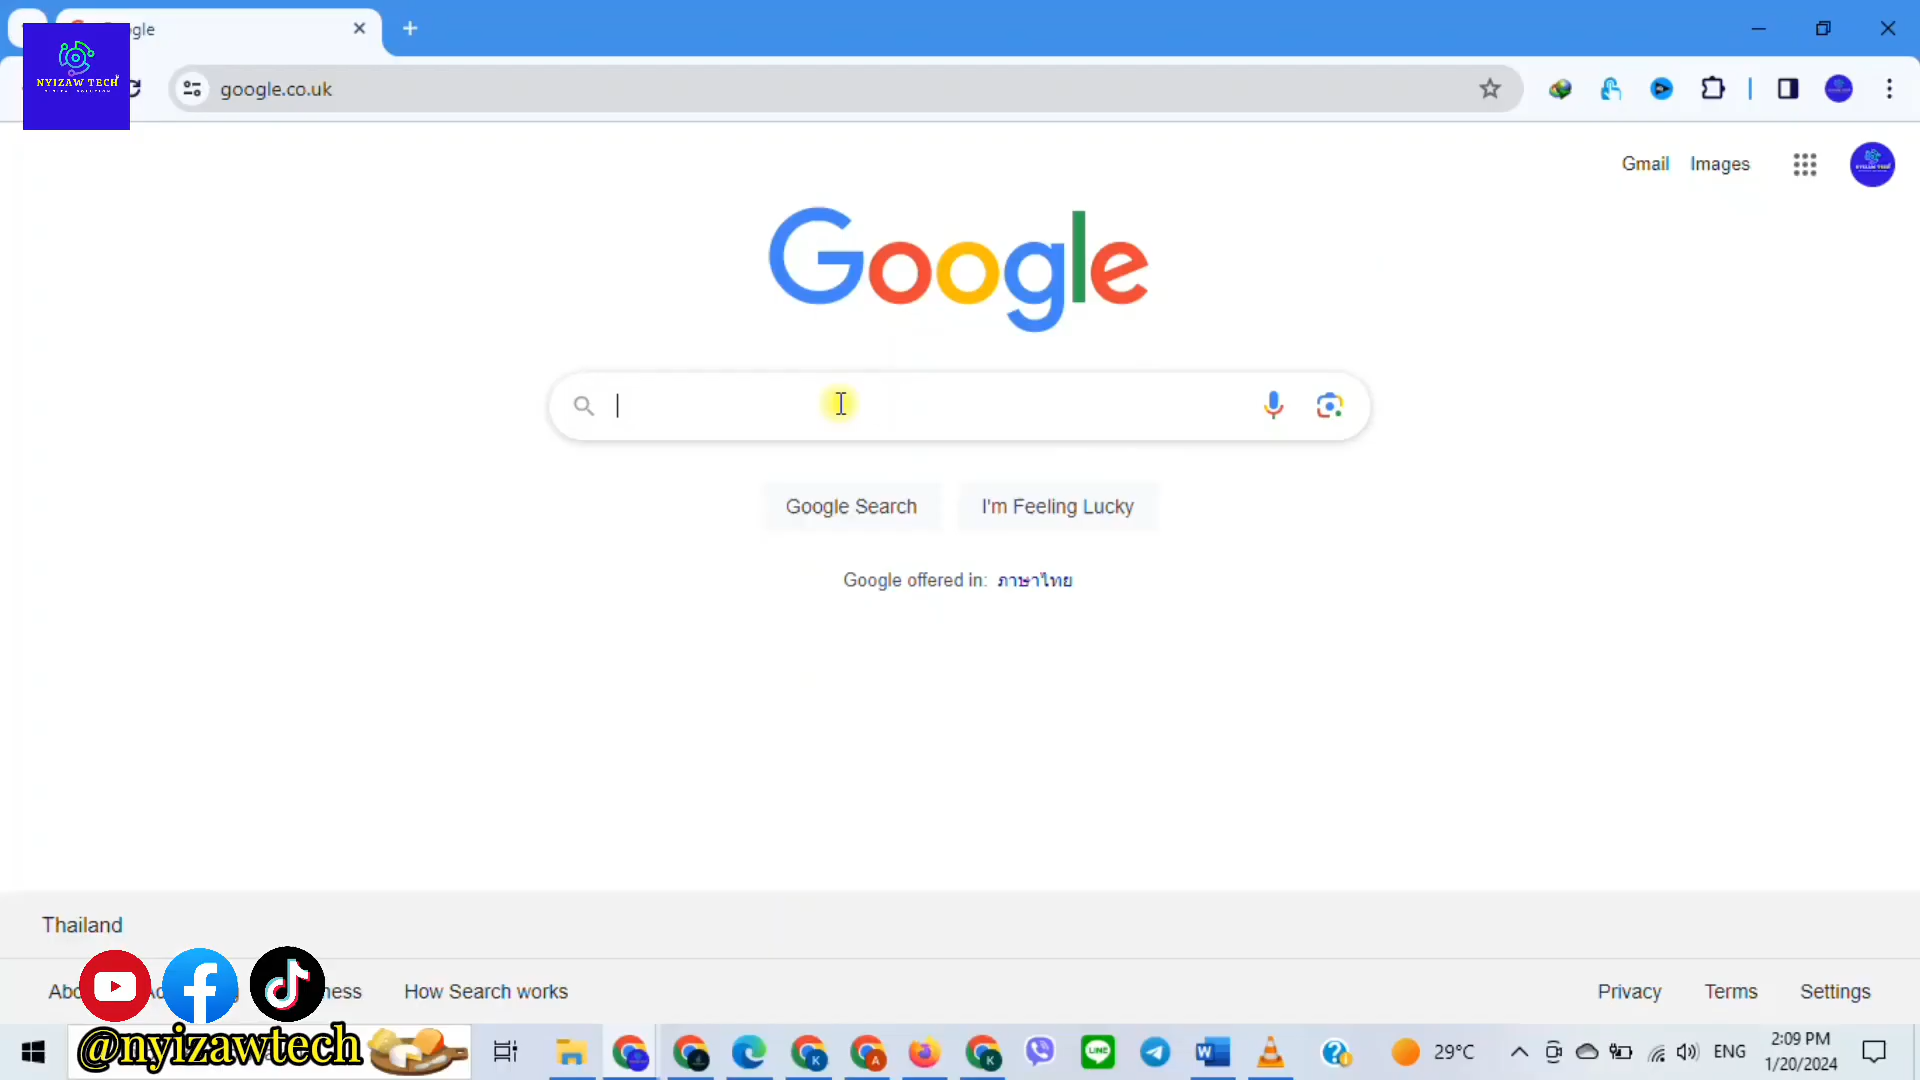 NYIZAW TECH
google.co.uk
Gmail
Images
Google
Google Search
I'm Feeling Lucky
Google offered in: ภาษาไทย
Thailand
How Search works
Privacy
Terms
Settings
@nyizawtech
K
A
K
LINE
29°C
ENG
2:09 PM
1/20/2024